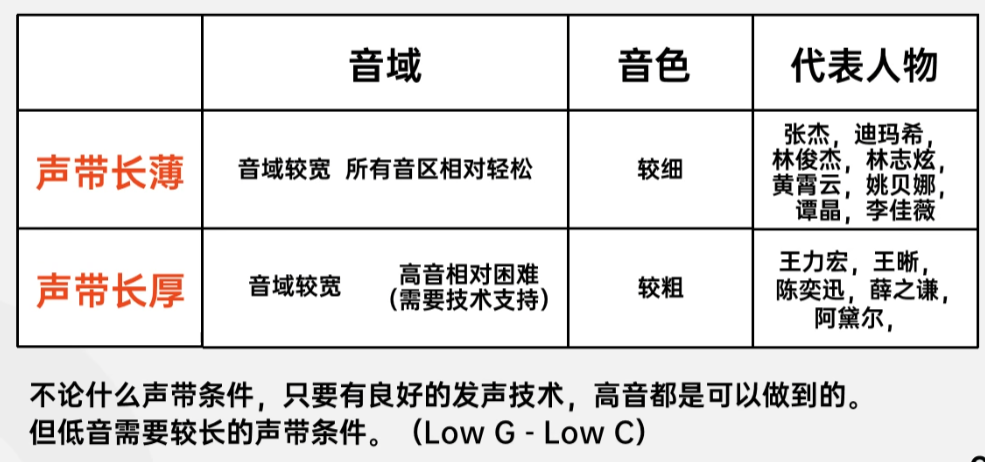 音域 音色 代表人物
声带长薄 音域较宽 所有音区相对轻松 较细
张杰，迪玛希，
林俊杰，林志炫，
黄霄云，姚贝娜，
谭晶，李佳薇
声带长厚 音域较宽
高音相对困难
（需要技术支持）
较粗
王力宏，王晰，
陈奕迅，薛之谦，
阿黛尔，
不论什么声带条件，只要有良好的发声技术，高音都是可以做到的。
但低音需要较长的声带条件。（Low G - Low C）